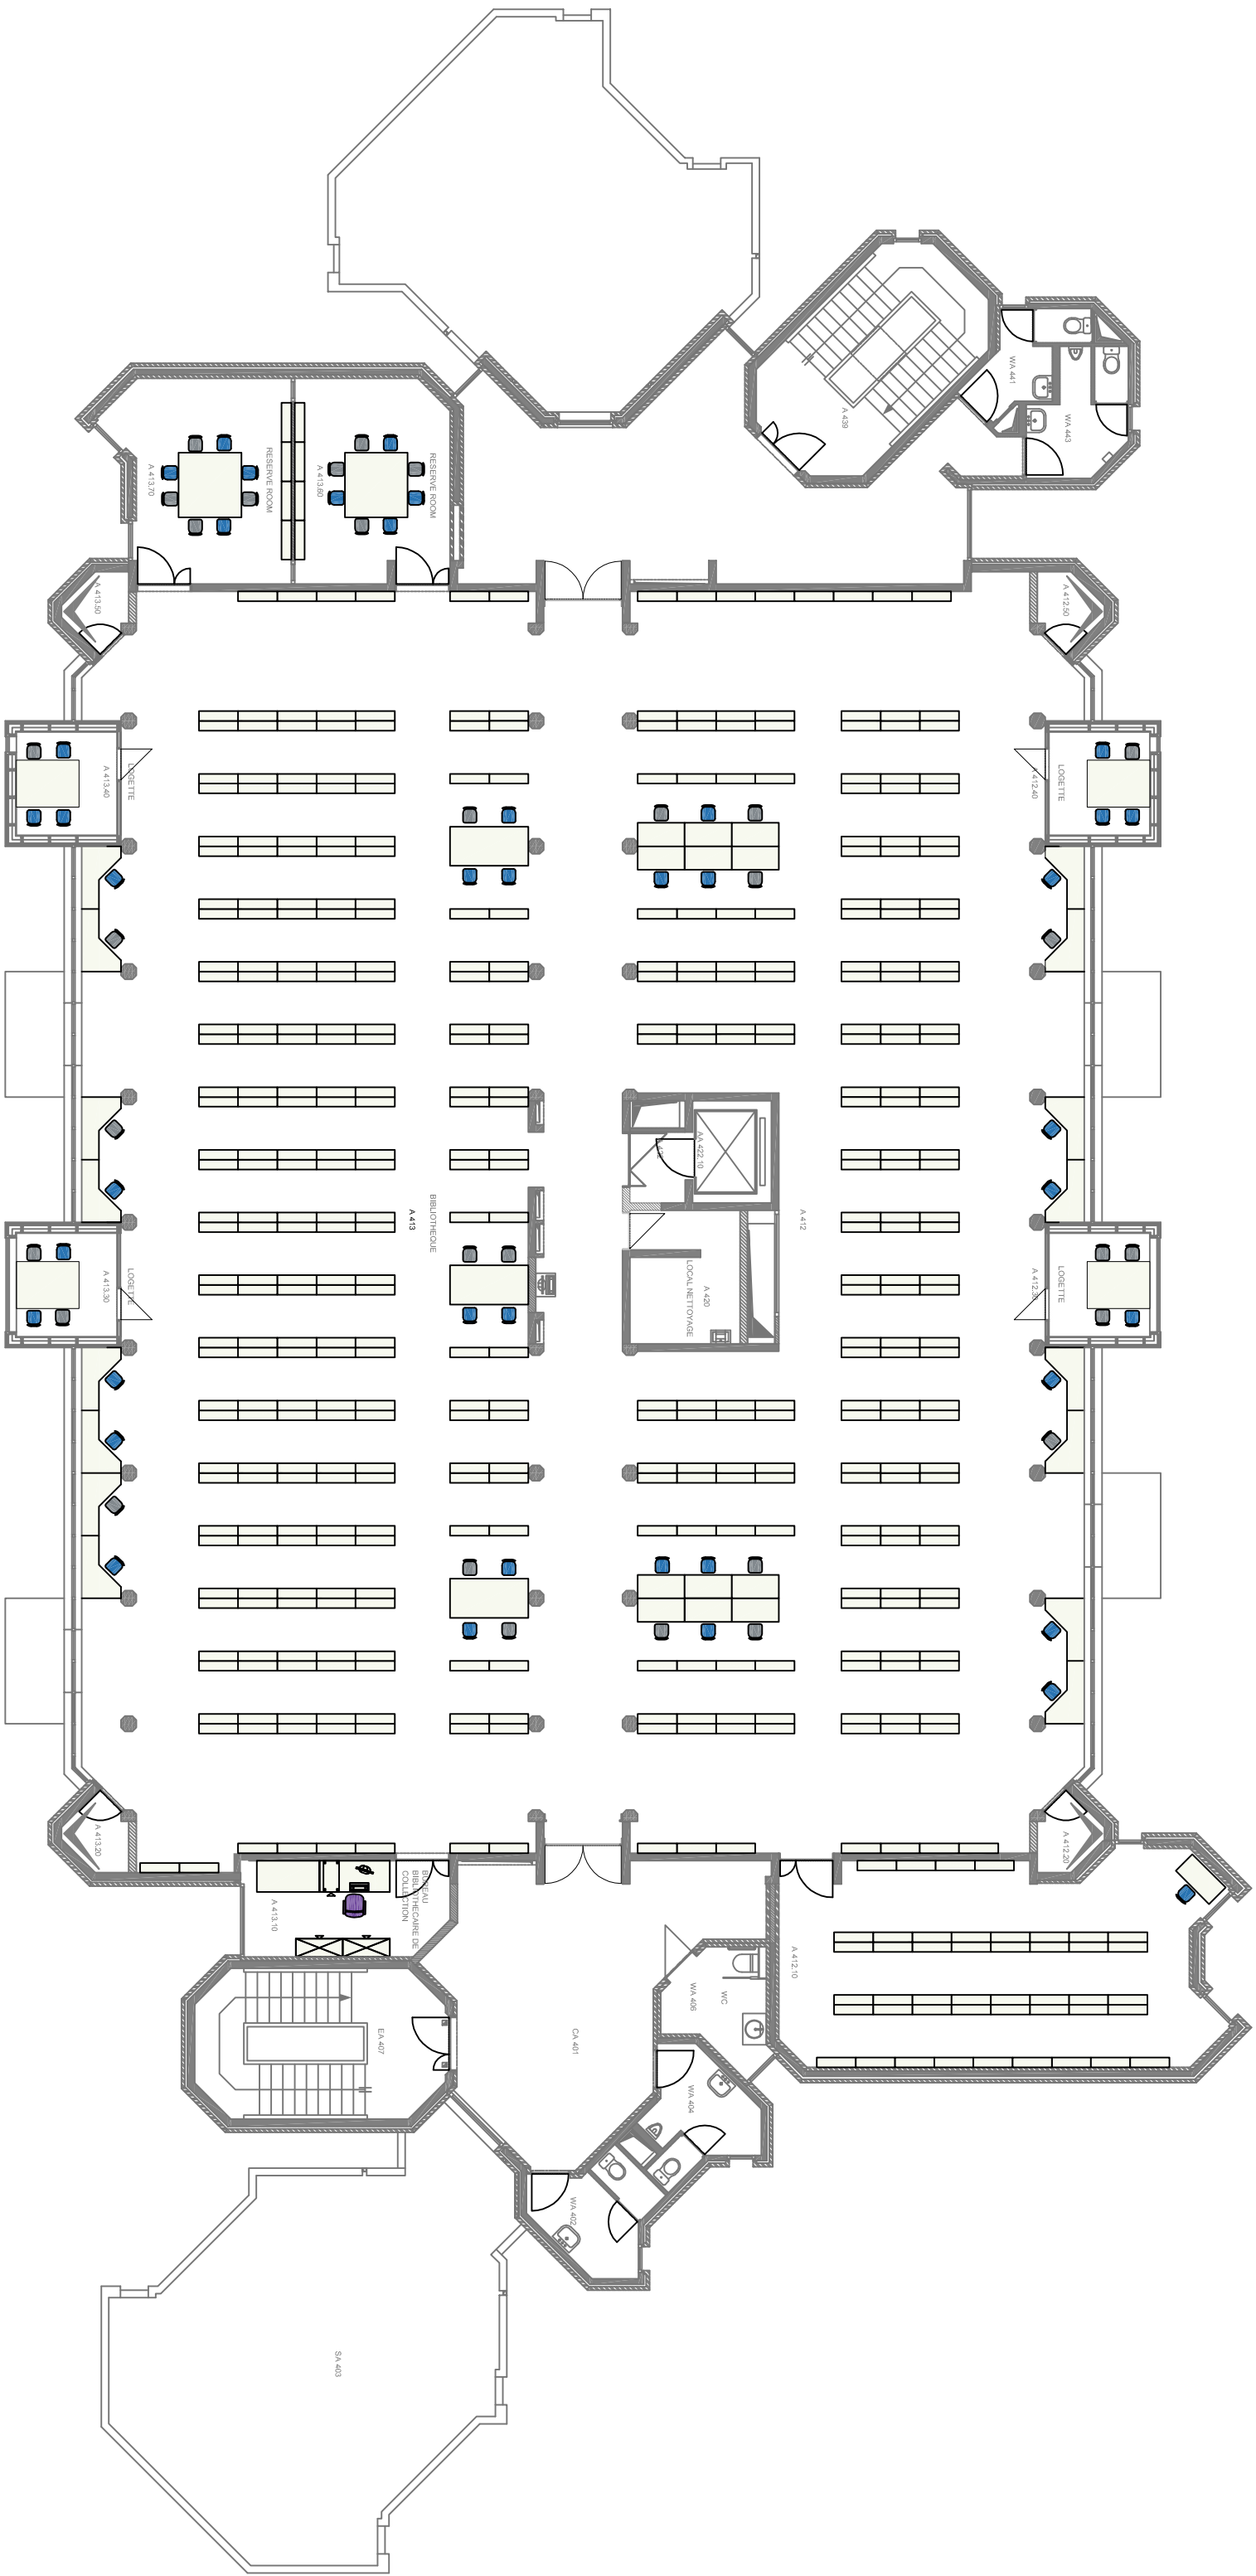 WA 441
WA 443
A 439
RESERVE ROOM
A 413.60
RESERVE ROOM
A 413.70
A 413.50
A 412.50
LOGETTE
A 413.40
LOGETTE
A 412.40
AA 422.10
BIBLIOTHEQUE
A 413
A 412
A 420
LOCAL NETTOYAGE
LOGETTE
A 413.30
LOGETTE
A 412.30
A 413.20
A 412.20
BUREAU
BIBLIOTHECAIRE DE
COLLECTION
A 413.10
A 412.10
WC
WA 406
EA 407
CA 401
WA 404
WA 402
SA 403